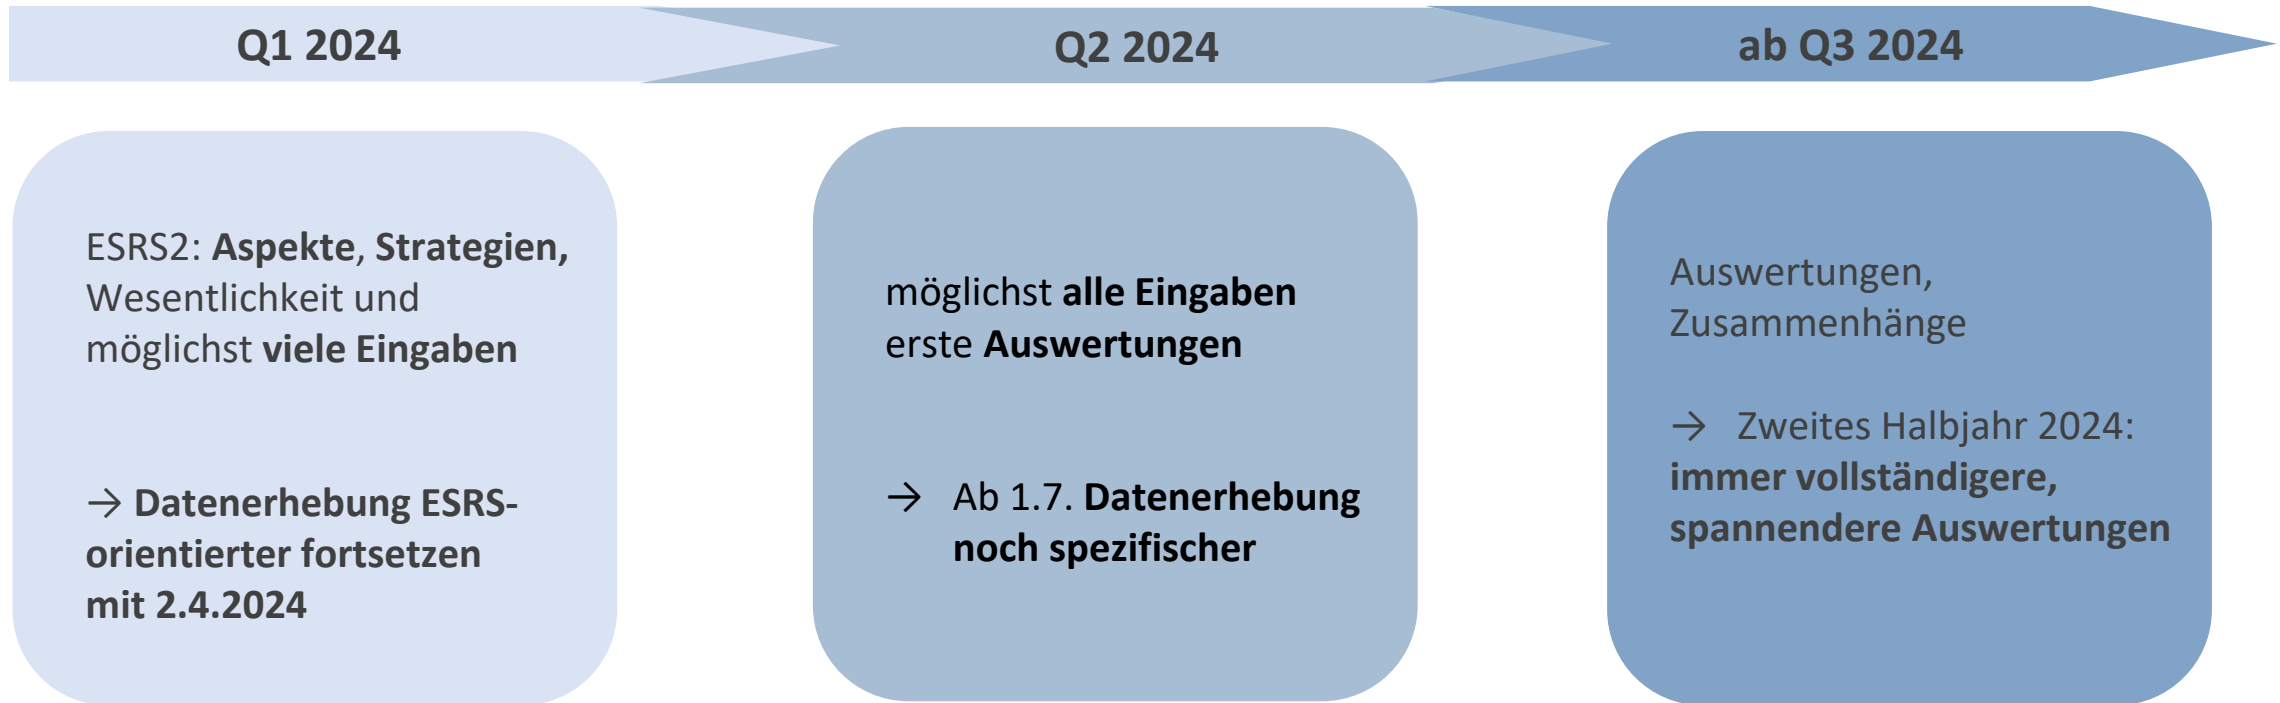 Q1 2024
Q2 2024
ab Q3 2024
ESRS2: Aspekte, Strategien,
Wesentlichkeit und
möglichst viele Eingaben
→ Datenerhebung ESRS-
orientierter fortsetzen
mit 2.4.2024
möglichst alle Eingaben
erste Auswertungen
→ Ab 1.7. Datenerhebung
noch spezifischer
Auswertungen,
Zusammenhänge
→ Zweites Halbjahr 2024:
immer vollständigere,
spannendere Auswertungen